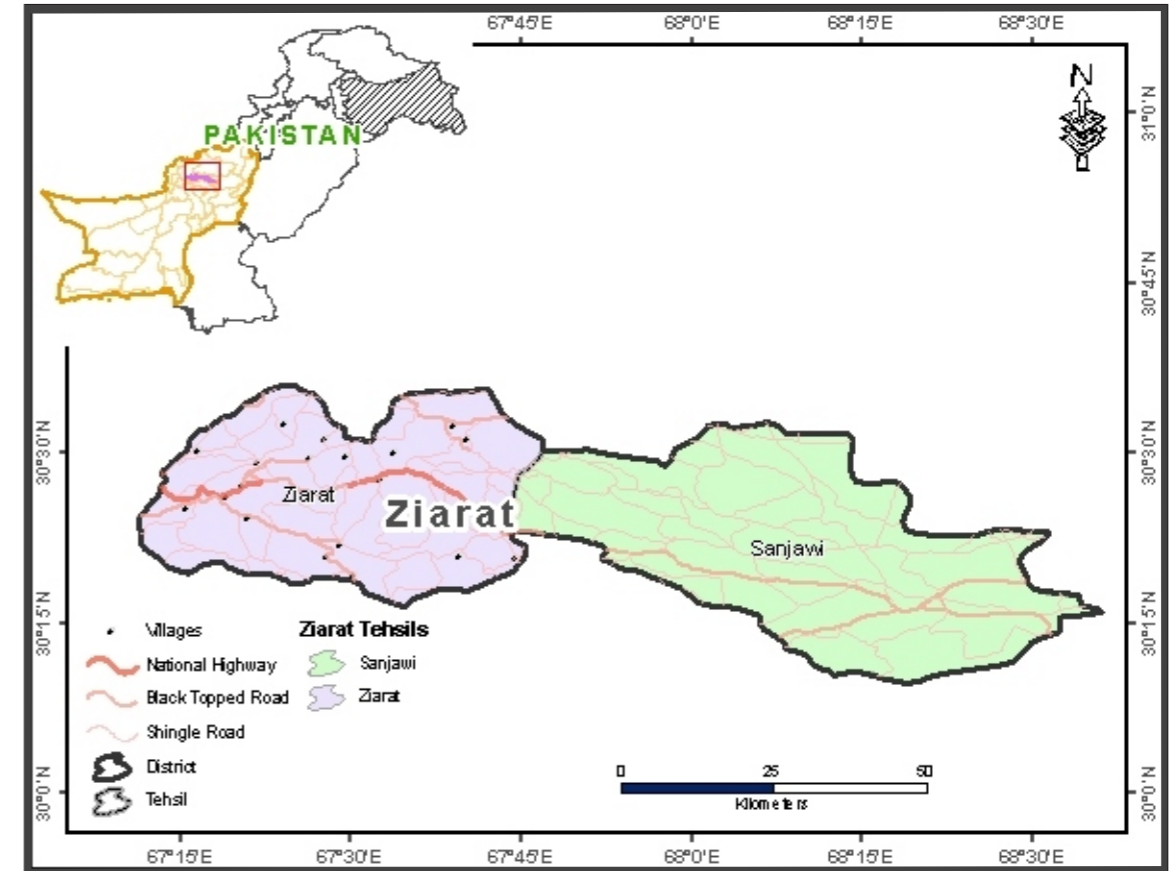 67°45'E 68°0'E 68°15'E 68°30'E
N
PAKISTAN
31°0'N
30°45'N
30°45'N
30°30'N
30°30'N
Ziarat
Ziarat
Sanjawi
30°15'N
30°15'N
Villages
Ziarat Tehsils
National Highway
Sanjawi
Black Topped Road
Ziarat
Shingle Road
District
Tehsil
0 25 50
Kilometers
30°0'N
30°0'N
67°15'E 67°30'E 67°45'E 68°0'E 68°15'E 68°30'E